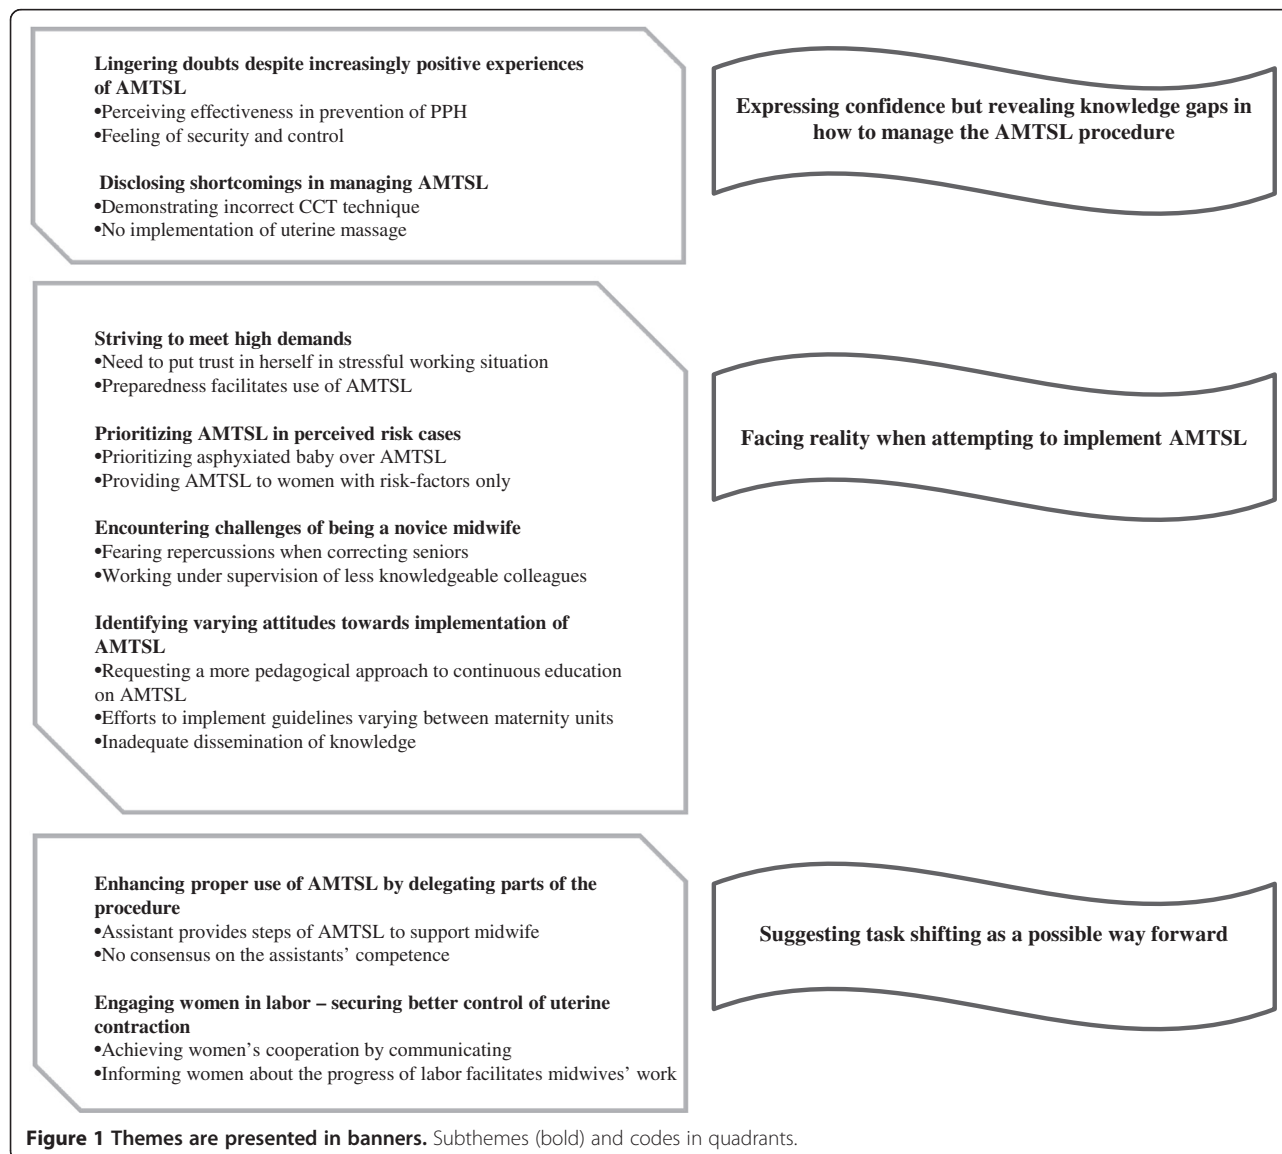 Lingering doubts despite increasingly positive experiences
of AMTSL
•Perceiving effectiveness in prevention of PPH
•Feeling of security and control
Disclosing shortcomings in managing AMTSL
•Demonstrating incorrect CCT technique
•No implementation of uterine massage
Expressing confidence but revealing knowledge gaps in
how to manage the AMTSL procedure
Striving to meet high demands
•Need to put trust in herself in stressful working situation
•Preparedness facilitates use of AMTSL
Prioritizing AMTSL in perceived risk cases
•Prioritizing asphyxiated baby over AMTSL
•Providing AMTSL to women with risk-factors only
Encountering challenges of being a novice midwife
•Fearing repercussions when correcting seniors
•Working under supervision of less knowledgeable colleagues
Identifying varying attitudes towards implementation of
AMTSL
•Requesting a more pedagogical approach to continuous education
on AMTSL
•Efforts to implement guidelines varying between maternity units
•Inadequate dissemination of knowledge
Facing reality when attempting to implement AMTSL
Enhancing proper use of AMTSL by delegating parts of the
procedure
•Assistant provides steps of AMTSL to support midwife
•No consensus on the assistants’ competence
Engaging women in labor – securing better control of uterine
contraction
•Achieving women’s cooperation by communicating
•Informing women about the progress of labor facilitates midwives’ work
Suggesting task shifting as a possible way forward
Figure 1 Themes are presented in banners. Subthemes (bold) and codes in quadrants.